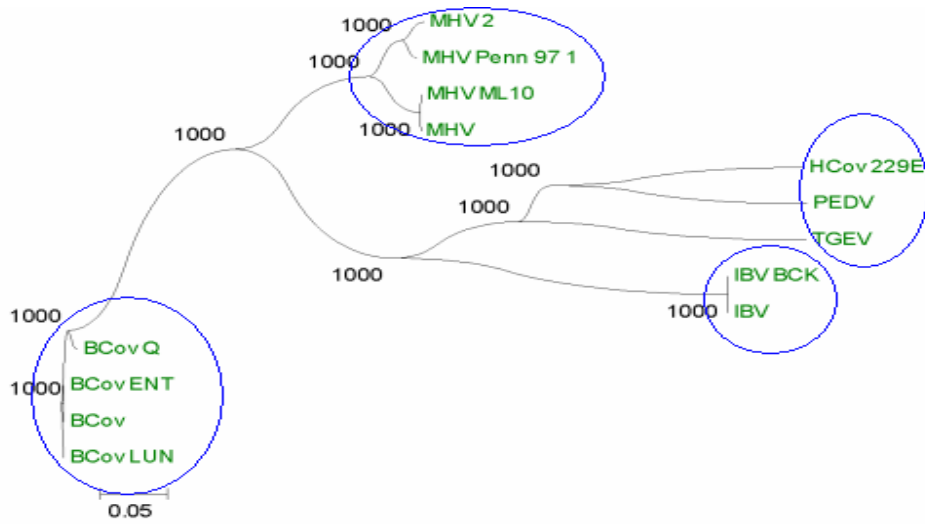 1000
MHV 2
1000
MHV Penn 97 1
1000
MHV ML10
1000
MHV
1000
1000
HCov 229E
PEDV
1000
TGEV
1000
IBV BCK
1000
IBV
1000
BCov Q
1000
BCov ENT
BCov
BCov LUN
0.05